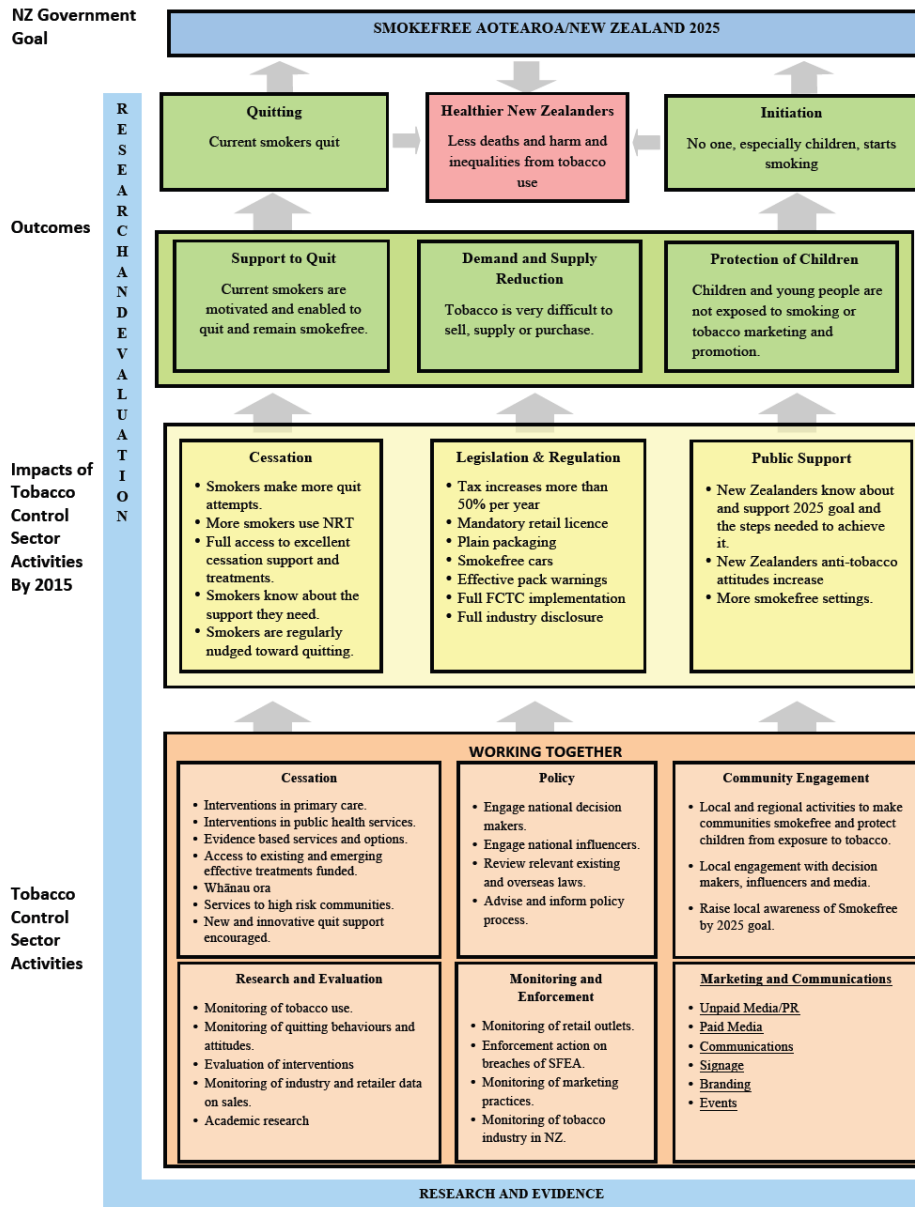 NZ Government
Goal
SMOKEFREE AOTEAROA/NEW ZEALAND 2025
RESEARCH AND EVALUATION
Quitting
Current smokers quit
Healthier New Zealanders
Less deaths and harm and
inequalities from tobacco
use
Initiation
No one, especially children, starts
smoking
Outcomes
Support to Quit
Current smokers are
motivated and enabled to
quit and remain smokefree.
Demand and Supply
Reduction
Tobacco is very difficult to
sell, supply or purchase.
Protection of Children
Children and young people are
not exposed to smoking or
tobacco marketing and
promotion.
Impacts of
Tobacco
Control
Sector
Activities
By 2015
Cessation
• Smokers make more quit
attempts.
• More smokers use NRT
• Full access to excellent
cessation support and
treatments.
• Smokers know about the
support they need.
• Smokers are regularly
nudged toward quitting.
Legislation & Regulation
• Tax increases more than
50% per year
• Mandatory retail licence
• Plain packaging
• Smokefree cars
• Effective pack warnings
• Full FCTC implementation
• Full industry disclosure
Public Support
• New Zealanders know about
and support 2025 goal and
the steps needed to achieve
it.
• New Zealanders anti-tobacco
attitudes increase
• More smokefree settings.
Tobacco
Control
Sector
Activities
WORKING TOGETHER
Cessation
• Interventions in primary care.
• Interventions in public health services.
• Evidence based services and options.
• Access to existing and emerging
effective treatments funded.
• Whānau ora
• Services to high risk communities.
• New and innovative quit support
encouraged.
Policy
• Engage national decision
makers.
• Engage national influencers.
• Review relevant existing
and overseas laws.
• Advise and inform policy
process.
Community Engagement
• Local and regional activities to make
communities smokefree and protect
children from exposure to tobacco.
• Local engagement with decision
makers, influencers and media.
• Raise local awareness of Smokefree
by 2025 goal.
Research and Evaluation
• Monitoring of tobacco use.
• Monitoring of quitting behaviours and
attitudes.
• Evaluation of interventions
• Monitoring of industry and retailer data
on sales.
• Academic research
Monitoring and
Enforcement
• Monitoring of retail outlets.
• Enforcement action on
breaches of SFEA.
• Monitoring of marketing
practices.
• Monitoring of tobacco
industry in NZ.
Marketing and Communications
• Unpaid Media/PR
• Paid Media
• Communications
• Signage
• Branding
• Events
RESEARCH AND EVIDENCE